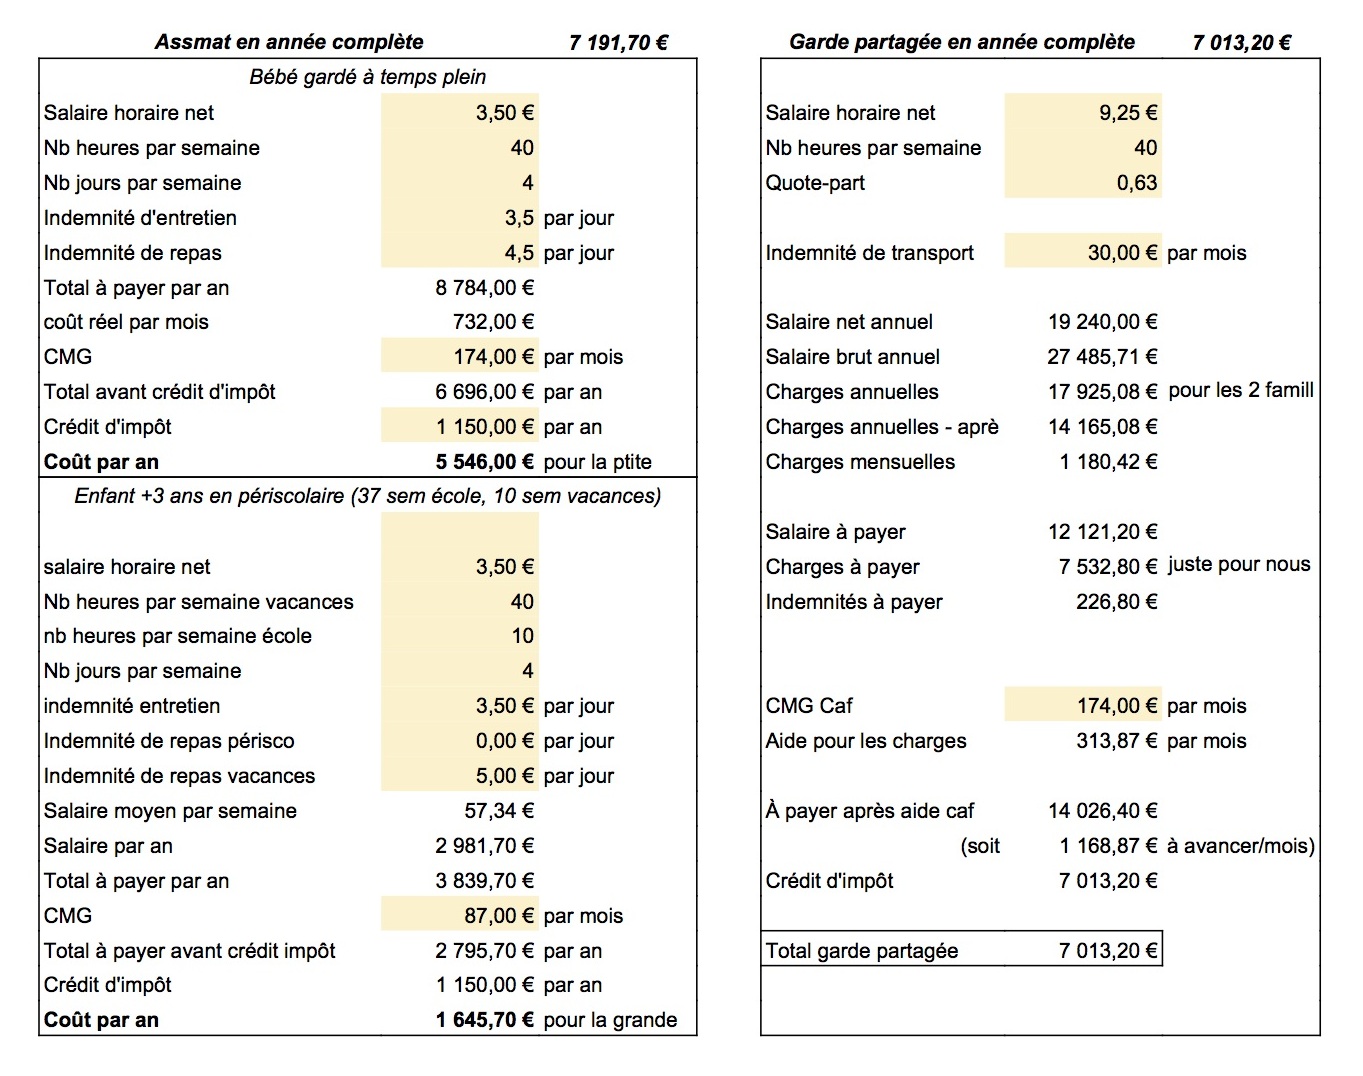 Assmat en année complète 7 191,70 €
Bébé gardé à temps plein
Salaire horaire net 3,50 €
Nb heures par semaine 40
Nb jours par semaine 4
Indemnité d'entretien 3,5 par jour
Indemnité de repas 4,5 par jour
Total à payer par an 8 784,00 €
coût réel par mois 732,00 €
CMG 174,00 € par mois
Total avant crédit d'impôt 6 696,00 € par an
Crédit d'impôt 1 150,00 € par an
Coût par an 5 546,00 € pour la ptite
Enfant +3 ans en périscolaire (37 sem école, 10 sem vacances)
salaire horaire net 3,50 €
Nb heures par semaine vacances 40
nb heures par semaine école 10
Nb jours par semaine 4
indemnité entretien 3,50 € par jour
Indemnité de repas périsco 0,00 € par jour
Indemnité de repas vacances 5,00 € par jour
Salaire moyen par semaine 57,34 €
Salaire par an 2 981,70 €
Total à payer par an 3 839,70 €
CMG 87,00 € par mois
Total à payer avant crédit impôt 2 795,70 € par an
Crédit d'impôt 1 150,00 € par an
Coût par an 1 645,70 € pour la grande
Garde partagée en année complète 7 013,20 €
Salaire horaire net 9,25 €
Nb heures par semaine 40
Quote-part 0,63
Indemnité de transport 30,00 € par mois
Salaire net annuel 19 240,00 €
Salaire brut annuel 27 485,71 €
Charges annuelles 17 925,08 € pour les 2 famill
Charges annuelles - aprè 14 165,08 €
Charges mensuelles 1 180,42 €
Salaire à payer 12 121,20 €
Charges à payer 7 532,80 € juste pour nous
Indemnités à payer 226,80 €
CMG Caf 174,00 € par mois
Aide pour les charges 313,87 € par mois
À payer après aide caf 14 026,40 €
(soit 1 168,87 € à avancer/mois)
Crédit d'impôt 7 013,20 €
Total garde partagée 7 013,20 €